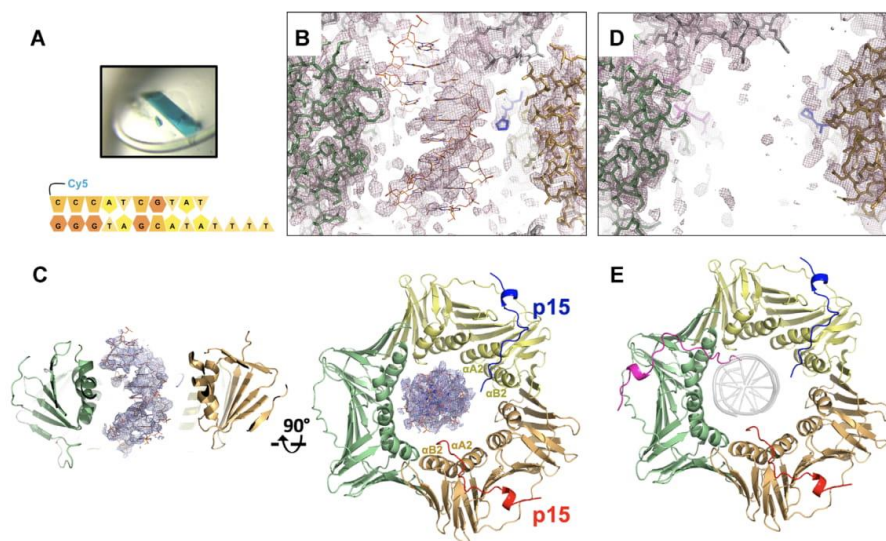 A
Cy5
C C C A T C G T A T
G G G T A G C A T A T T T T
B
D
C
90°
p15
αA2
αB2
αB2 αA2
p15
E